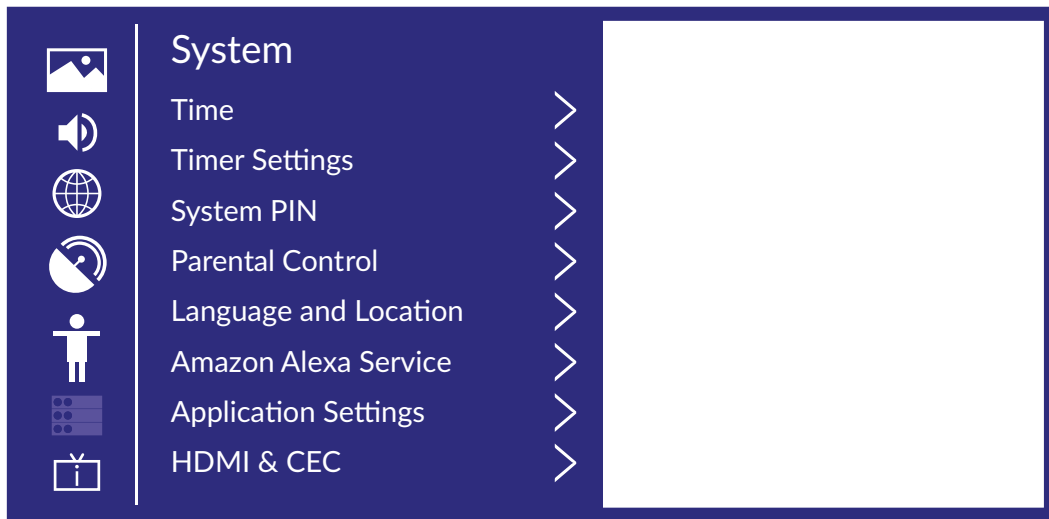 System
Time
Timer Settings
System PIN
Parental Control
Language and Location
Amazon Alexa Service
Application Settings
HDMI & CEC
i